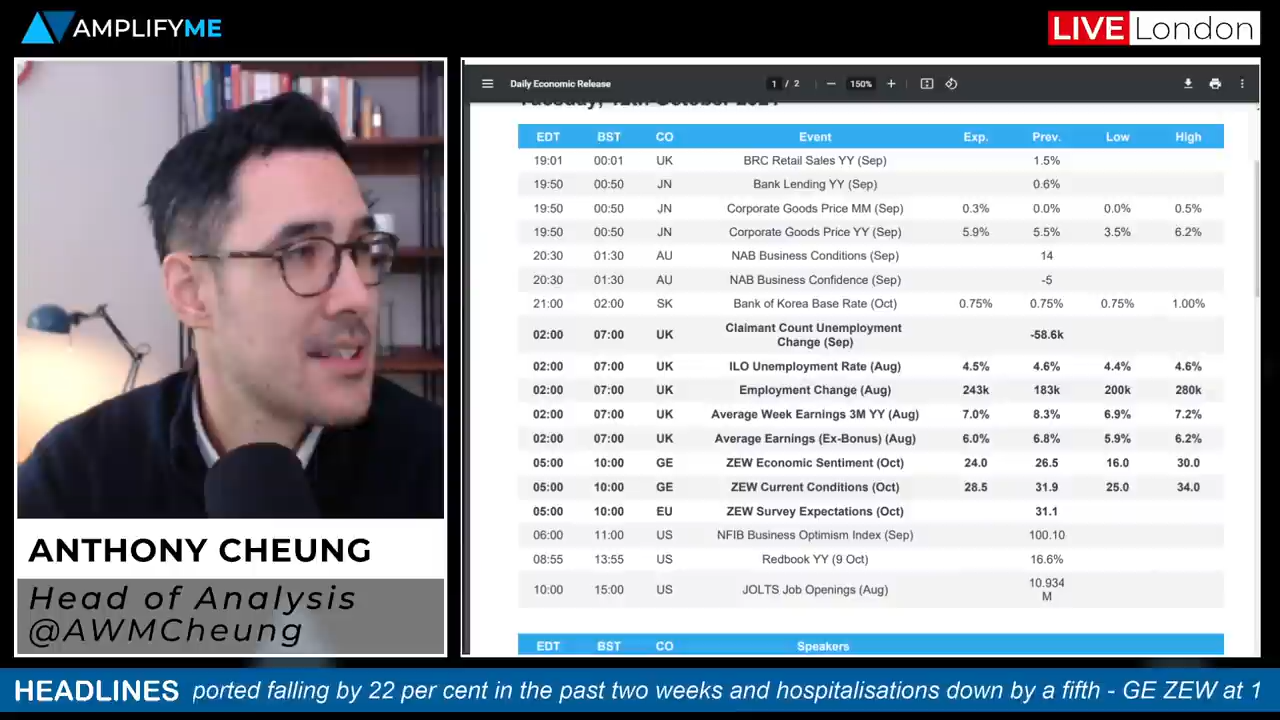 AMPLIFYME
LIVE London
Daily Economic Release
1 / 2
150%
Tuesday, 12th October 2021
EDT BST CO Event Exp. Prev. Low High
19:01 00:01 UK BRC Retail Sales YY (Sep) 1.5%
19:50 00:50 JN Bank Lending YY (Sep) 0.6%
19:50 00:50 JN Corporate Goods Price MM (Sep) 0.3% 0.0% 0.0% 0.5%
19:50 00:50 JN Corporate Goods Price YY (Sep) 5.9% 5.5% 3.5% 6.2%
20:30 01:30 AU NAB Business Conditions (Sep) 14
20:30 01:30 AU NAB Business Confidence (Sep) -5
21:00 02:00 SK Bank of Korea Base Rate (Oct) 0.75% 0.75% 0.75% 1.00%
02:00 07:00 UK Claimant Count Unemployment
Change (Sep) -58.6k
02:00 07:00 UK ILO Unemployment Rate (Aug) 4.5% 4.6% 4.4% 4.6%
02:00 07:00 UK Employment Change (Aug) 243k 183k 200k 280k
02:00 07:00 UK Average Week Earnings 3M YY (Aug) 7.0% 8.3% 6.9% 7.2%
02:00 07:00 UK Average Earnings (Ex-Bonus) (Aug) 6.0% 6.8% 5.9% 6.2%
05:00 10:00 GE ZEW Economic Sentiment (Oct) 24.0 26.5 16.0 30.0
05:00 10:00 GE ZEW Current Conditions (Oct) 28.5 31.9 25.0 34.0
05:00 10:00 EU ZEW Survey Expectations (Oct) 31.1
06:00 11:00 US NFIB Business Optimism Index (Sep) 100.10
08:55 13:55 US Redbook YY (9 Oct) 16.6%
10:00 15:00 US JOLTS Job Openings (Aug) 10.934
M
EDT BST CO Speakers
ANTHONY CHEUNG
Head of Analysis
@AWMCheung
HEADLINES ported falling by 22 per cent in the past two weeks and hospitalisations down by a fifth - GE ZEW at 1